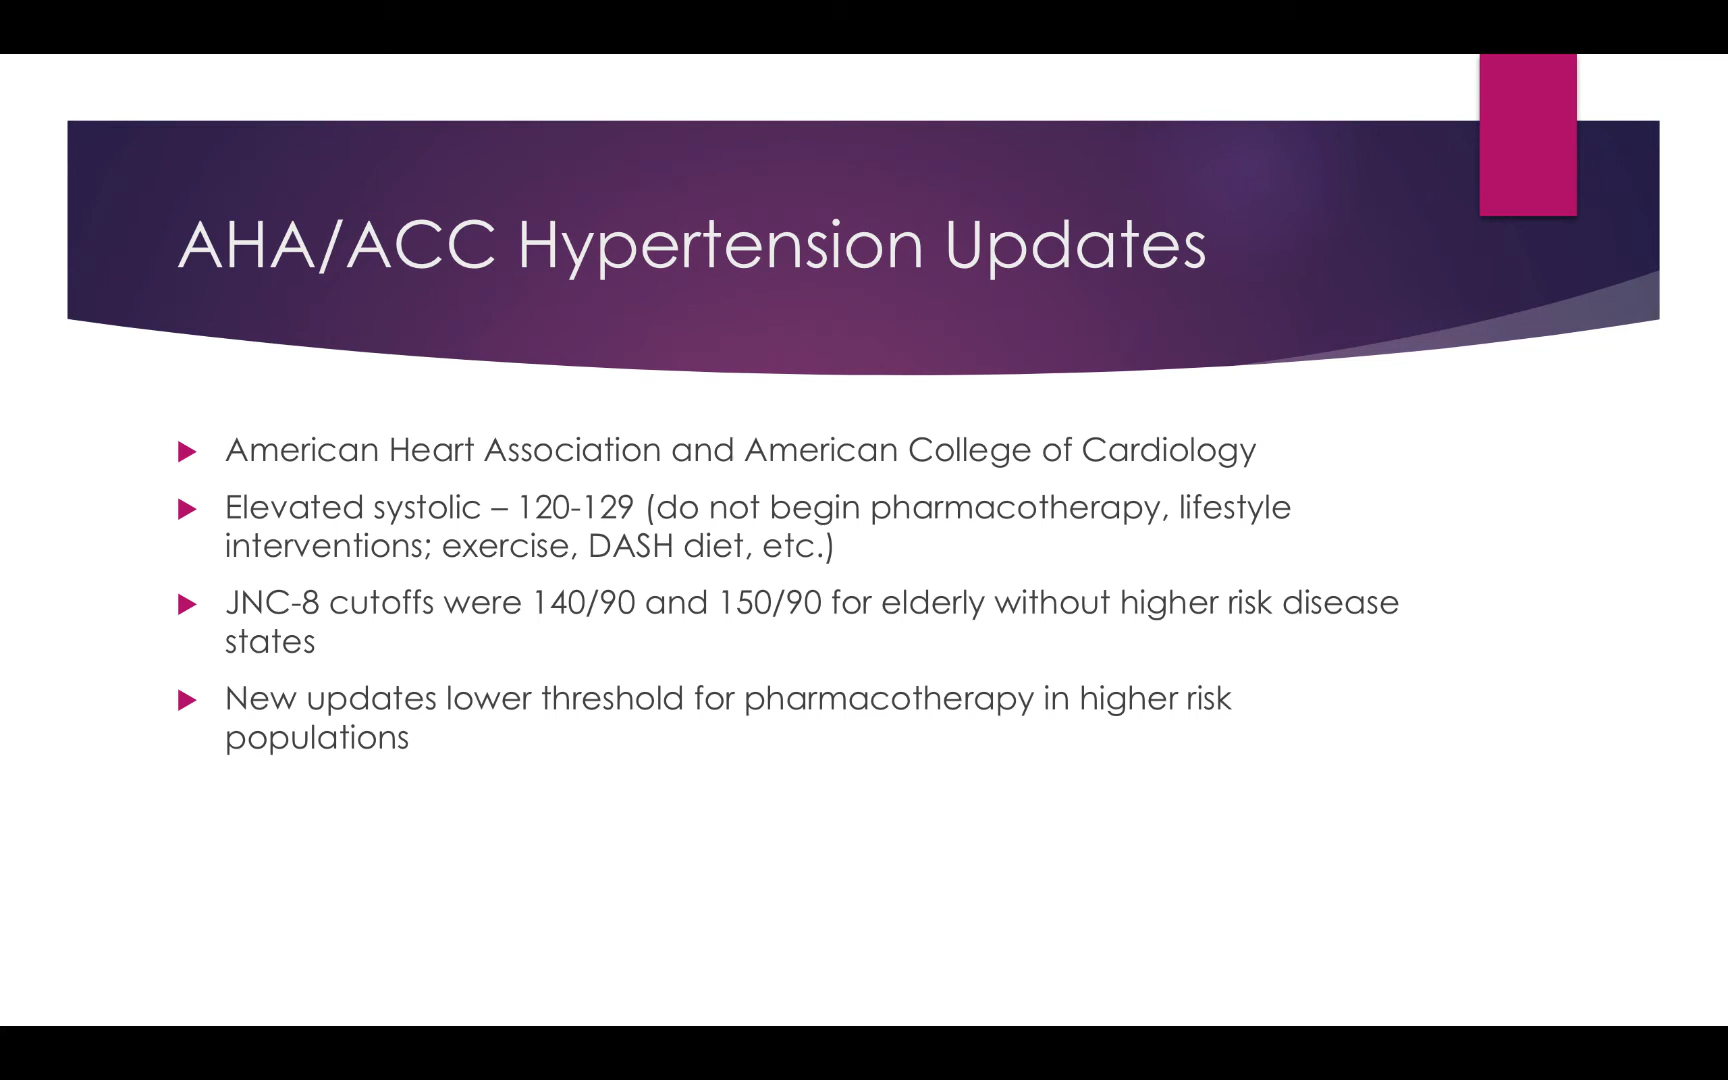 AHA/ACC Hypertension Updates
American Heart Association and American College of Cardiology
Elevated systolic – 120-129 (do not begin pharmacotherapy, lifestyle
interventions; exercise, DASH diet, etc.)
JNC-8 cutoffs were 140/90 and 150/90 for elderly without higher risk disease
states
New updates lower threshold for pharmacotherapy in higher risk
populations